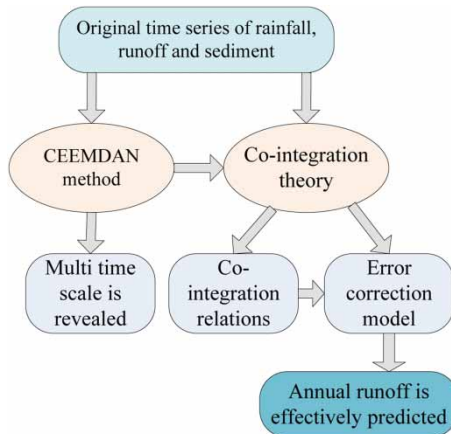 Original time series of rainfall,
runoff and sediment
CEEMDAN
method
Co-integration
theory
Multi time
scale is
revealed
Co-
integration
relations
Error
correction
model
Annual runoff is
effectively predicted